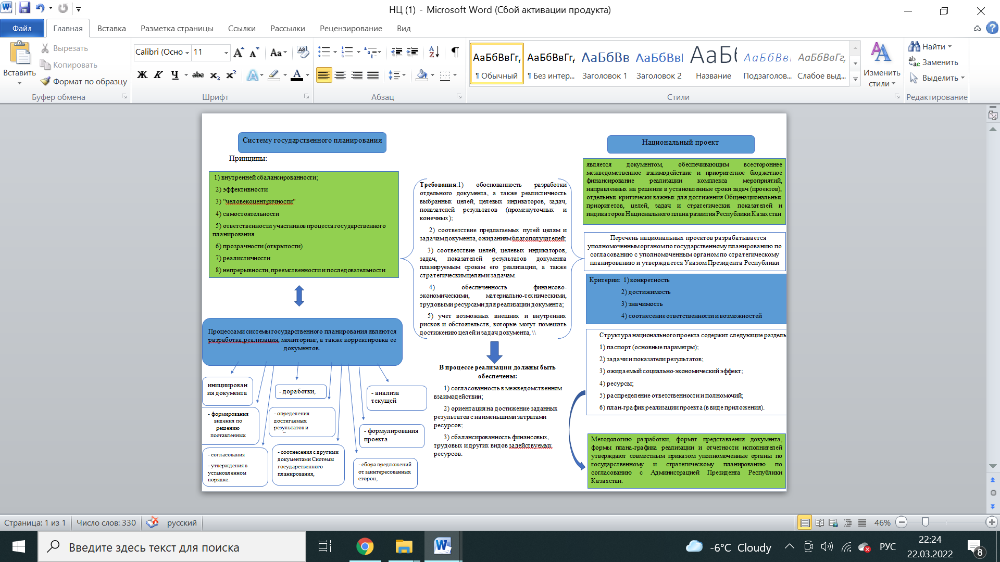 НЦ (1) - Microsoft Word (Сбой активации продукта)
Файл
Главная
Вставка
Разметка страницы
Ссылки
Рассылки
Рецензирование
Вид
Вставить
Вырезать
Копировать
Формат по образцу
Буфер обмена
Calibri (Осно
11
Шрифт
Абзац
АаБбВвГг,
¶ Обычный
АаБбВвГг,
¶ Без интер...
АаБбВв
Заголовок 1
АаБбВв
Заголовок 2
АаБб
Название
АаБбВв
Подзаголов...
АаБбВвГг,
Слабое выд...
Стили
Изменить
стили
Найти
Заменить
Выделить
Редактирование
Систему государственного планирования
Принципы:
1) внутренней сбалансированности;
2) эффективности
3) "человекоцентричности"
4) самостоятельности
5) ответственности участников процесса государственного
планирования
6) прозрачности (открытости)
7) реалистичности
8) непрерывности, преемственности и последовательности
Процессами системы государственного планирования являются
разработка,реализация, мониторинг, а также корректировка ее
документов.
инициирован
ия документа
- формирования
видения по
решению
поставленных
- согласования
- утверждения в
установленном
порядке.
- доработки,
- определения
достигаемых
результатов и
- соотнесения с другими
документами Системы
государственного
планирования,
- анализа
текущей
- формулирования
проекта
- сбора предложений
от заинтересованных
сторон,
Требования:1) обоснованность разработки
отдельного документа, а также реалистичность
выбранных целей, целевых индикаторов, задач,
показателей результатов (промежуточных и
конечных);
2) соответствие предлагаемых путей целям и
задачам документа, ожиданиям благополучателей;
3) соответствие целей, целевых индикаторов,
задач, показателей результатов документа
планируемым срокам его реализации, а также
стратегическим целями задачам.
4) обеспеченность финансово-
экономическими, материально-техническими,
трудовыми ресурсами для реализации документа;
5) учет возможных внешних и внутренних
рисков и обстоятельств, которые могут помешать
достижению целей и задач документа, \\
В процессе реализации должны быть
обеспечены:
1) согласованность в межведомственном
взаимодействии;
2) ориентация на достижение заданных
результатов с наименьшими затратами
ресурсов;
3) сбалансированность финансовых,
трудовых и других видов задействуемых
ресурсов.
Национальный проект
является документом, обеспечивающим всестороннее
межведомственное взаимодействие и приоритетное бюджетное
финансирование реализации комплекса мероприятий,
направленных на решение в установленные сроки задач (проектов),
отдельных критически важных для достижения Общенациональных
приоритетов, целей, задач и стратегических показателей и
индикаторов Национального плана развития Республики Казахстан
Перечень национальных проектов разрабатывается
уполномоченным органом по государственному планированию по
согласованию с уполномоченным органом по стратегическому
планированию и утверждается Указом Президента Республики
Критерии: 1) конкретность
2) достижимость
3) значимость
4) соотнесение ответственности и возможностей
Структура национального проекта содержит следующие разделы
1) паспорт (основные параметры);
2) задачи и показатели результатов;
3) ожидаемый социально-экономический эффект;
4) ресурсы;
5) распределение ответственности и полномочий;
6) план-график реализации проекта (в виде приложения).
Методологию разработки, формат представления документа,
формы плана-графика реализации и отчетности исполнителей
утверждают совместным приказом уполномоченные органы по
государственному и стратегическому планированию по
согласованию с Администрацией Президента Республики
Казахстан.
Страница: 1 из 1
Число слов: 330
русский
46%
Введите здесь текст для поиска
-6°C Cloudy
РУС
22:24
22.03.2022
8